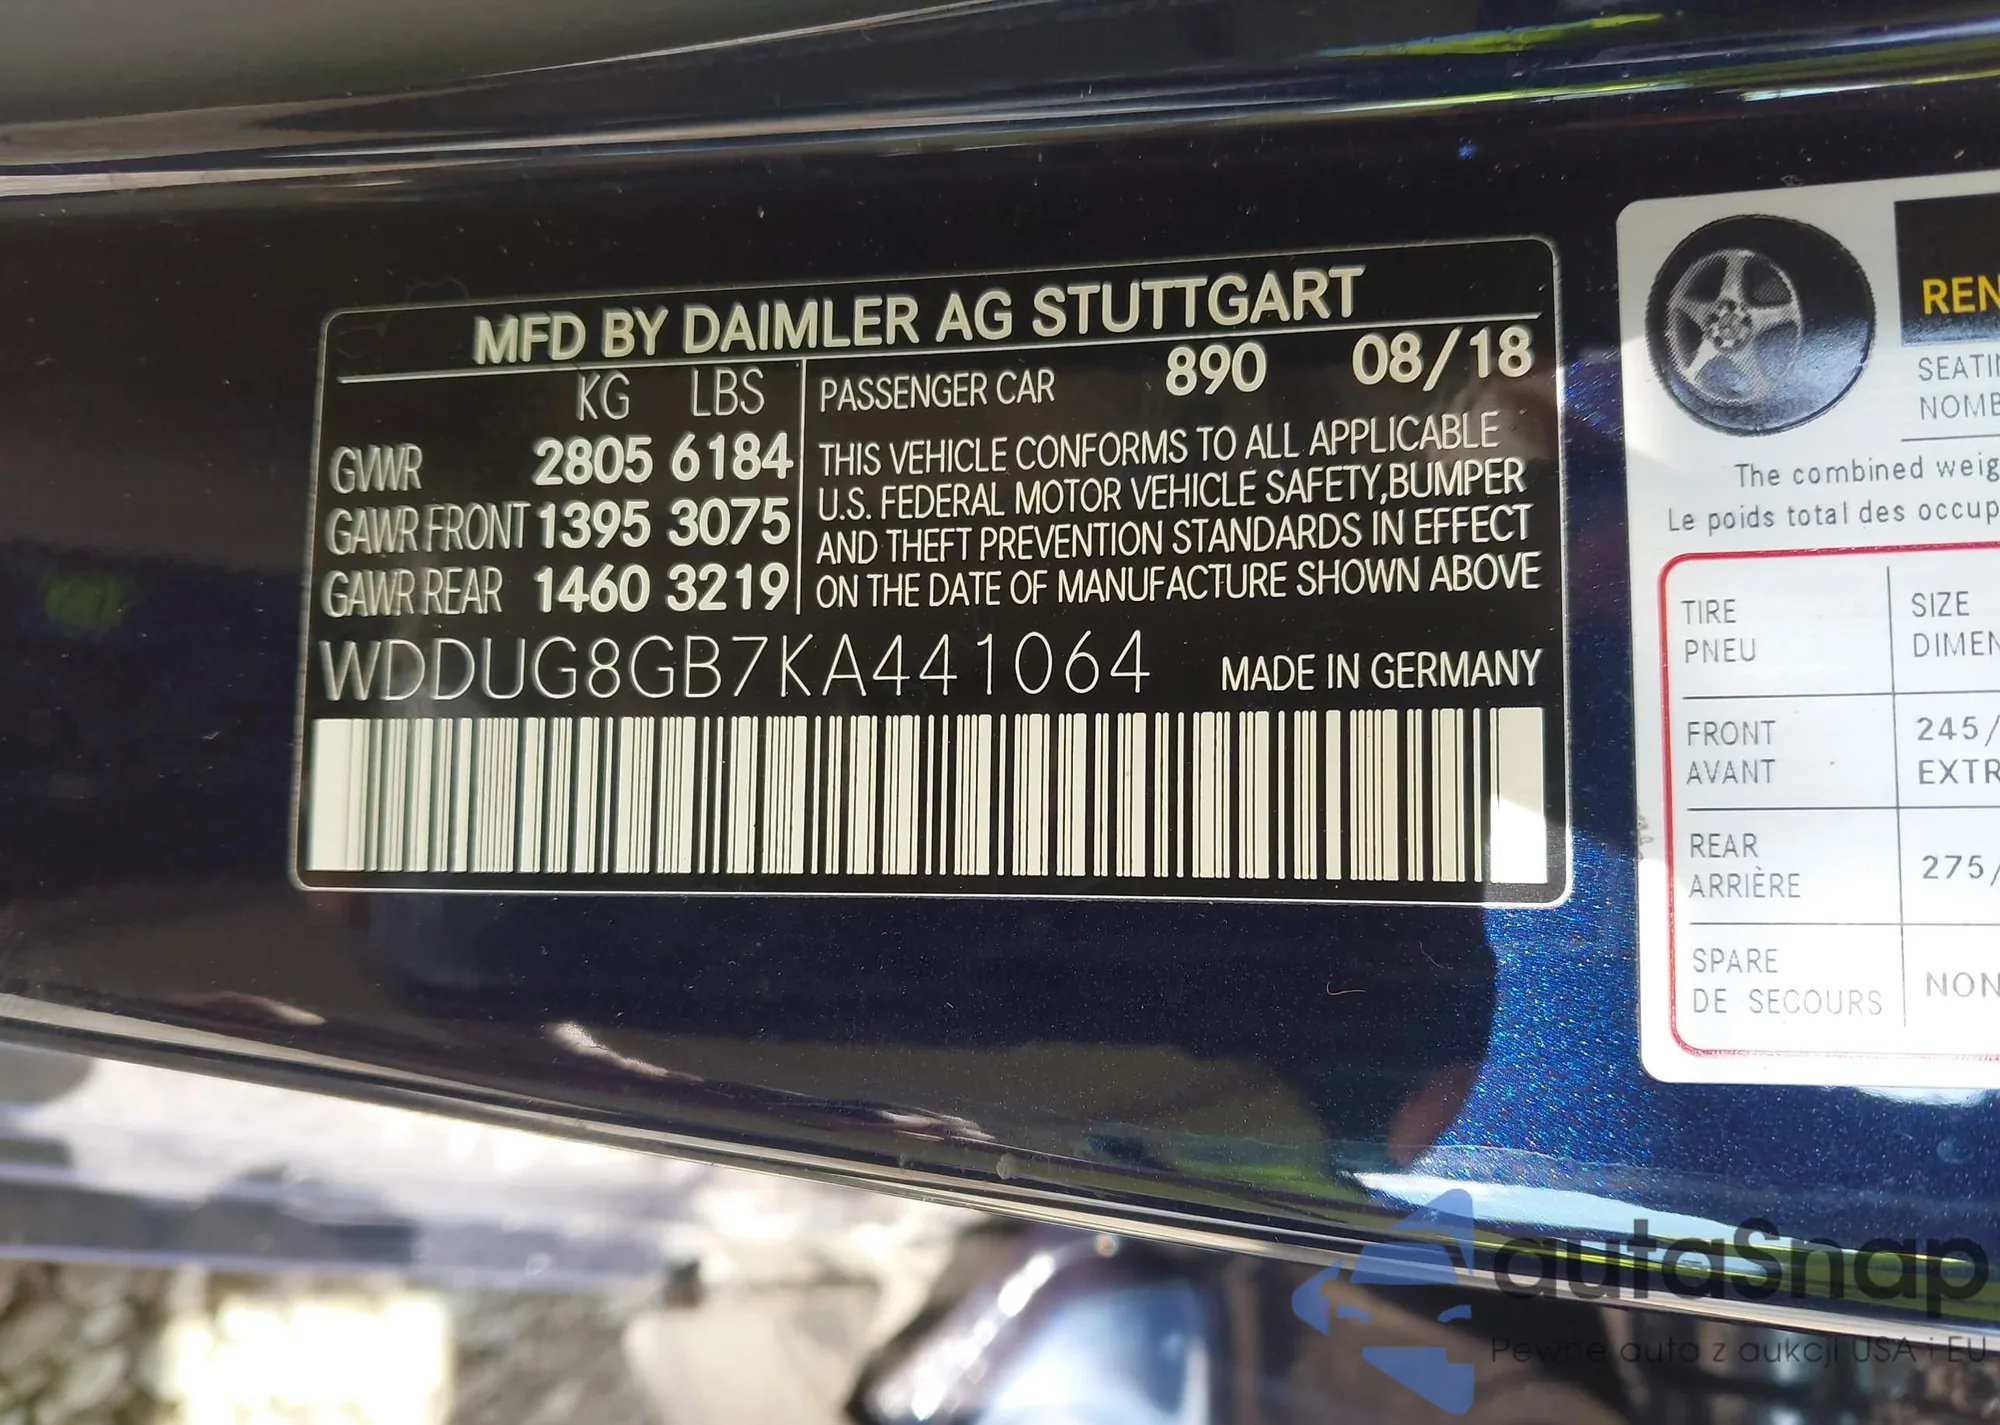 MFD BY DAIMLER AG STUTTGART
KG LBS
GVWR 2805 6184
GAWR FRONT 1395 3075
GAWR REAR 1460 3219
PASSENGER CAR 890 08/18
THIS VEHICLE CONFORMS TO ALL APPLICABLE
U.S. FEDERAL MOTOR VEHICLE SAFETY,BUMPER
AND THEFT PREVENTION STANDARDS IN EFFECT
ON THE DATE OF MANUFACTURE SHOWN ABOVE
WDDUG8GB7KA441064 MADE IN GERMANY
REN
SEATIN
NOMB
The combined weig
Le poids total des occup
TIRE SIZE
PNEU DIMEN
FRONT 245/
AVANT EXTR
REAR
ARRIÈRE 275/
SPARE
DE SECOURS NON
autaSnap
Pewne auta z aukcji USA i EU